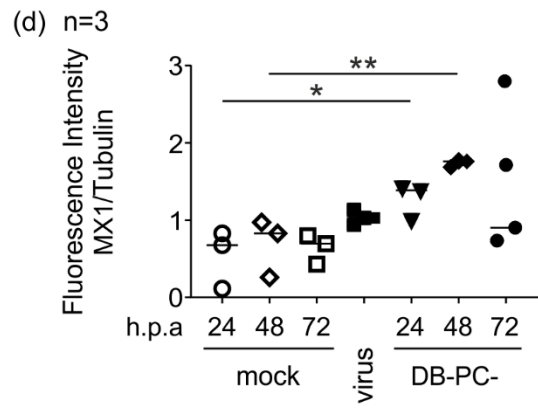 (d) n=3
Fluorescence Intensity
MX1/Tubulin
3
2
1
0
**
*
h.p.a 24 48 72 24 48 72
mock virus DB-PC-